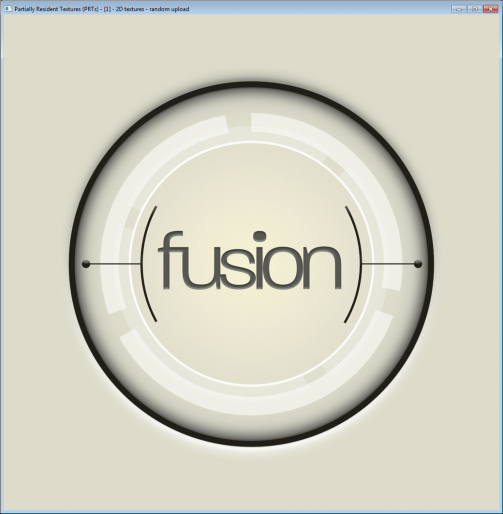 Partially Resident Textures (PRTs) - [1] - 2D textures - random upload
fusion